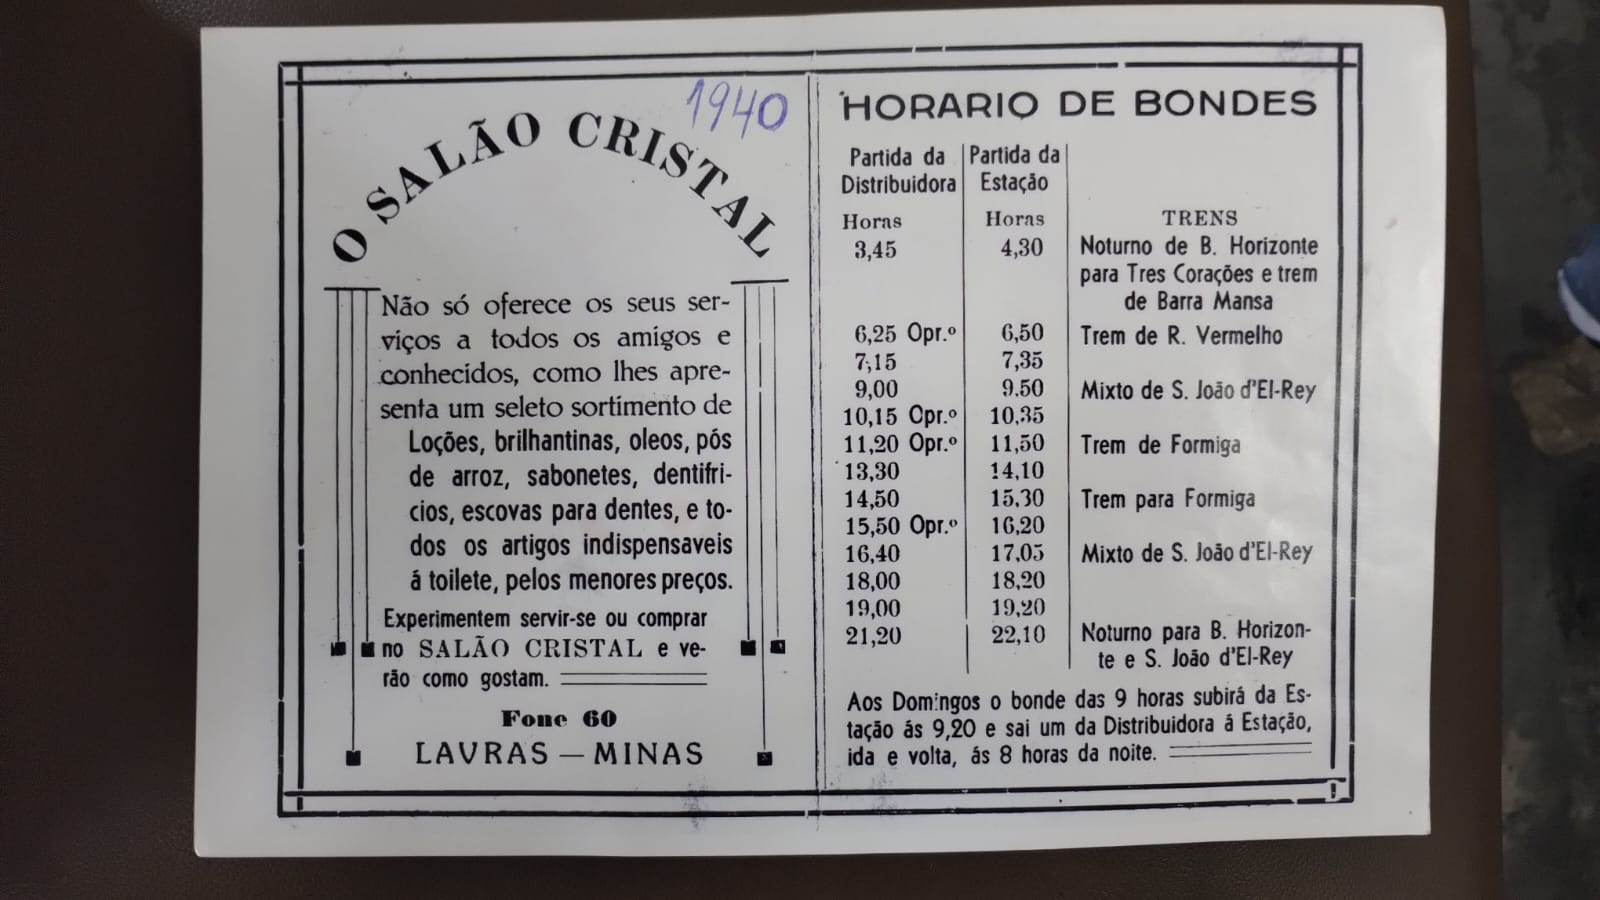 1940
O SALÃO CRISTAL
Não só oferece os seus ser-
viços a todos os amigos e
conhecidos, como lhes apre-
senta um seleto sortimento de
Loções, brilhantinas, oleos, pós
de arroz, sabonetes, dentifri-
cios, escovas para dentes, e to-
dos os artigos indispensaveis
á toilete, pelos menores preços.
Experimentem servir-se ou comprar
no SALÃO CRISTAL e ve-
rão como gostam.
Fone 60
LAVRAS — MINAS
HORARIO DE BONDES
Partida da Partida da
Distribuidora Estação
Horas Horas TRENS
3,45 4,30 Noturno de B. Horizonte
para Tres Corações e trem
de Barra Mansa
6,25 Opr.º 6,50 Trem de R. Vermelho
7,15 7,35
9,00 9.50 Mixto de S. João d'El-Rey
10,15 Opr.º 10,35
11,20 Opr.º 11,50 Trem de Formiga
13,30 14,10
14,50 15,30 Trem para Formiga
15,50 Opr.º 16,20
16,40 17,05 Mixto de S. João d'El-Rey
18,00 18,20
19,00 19,20
21,20 22,10 Noturno para B. Horizon-
te e S. João d'El-Rey
Aos Domingos o bonde das 9 horas subirá da Es-
tação ás 9,20 e sai um da Distribuidora á Estação,
ida e volta, ás 8 horas da noite.